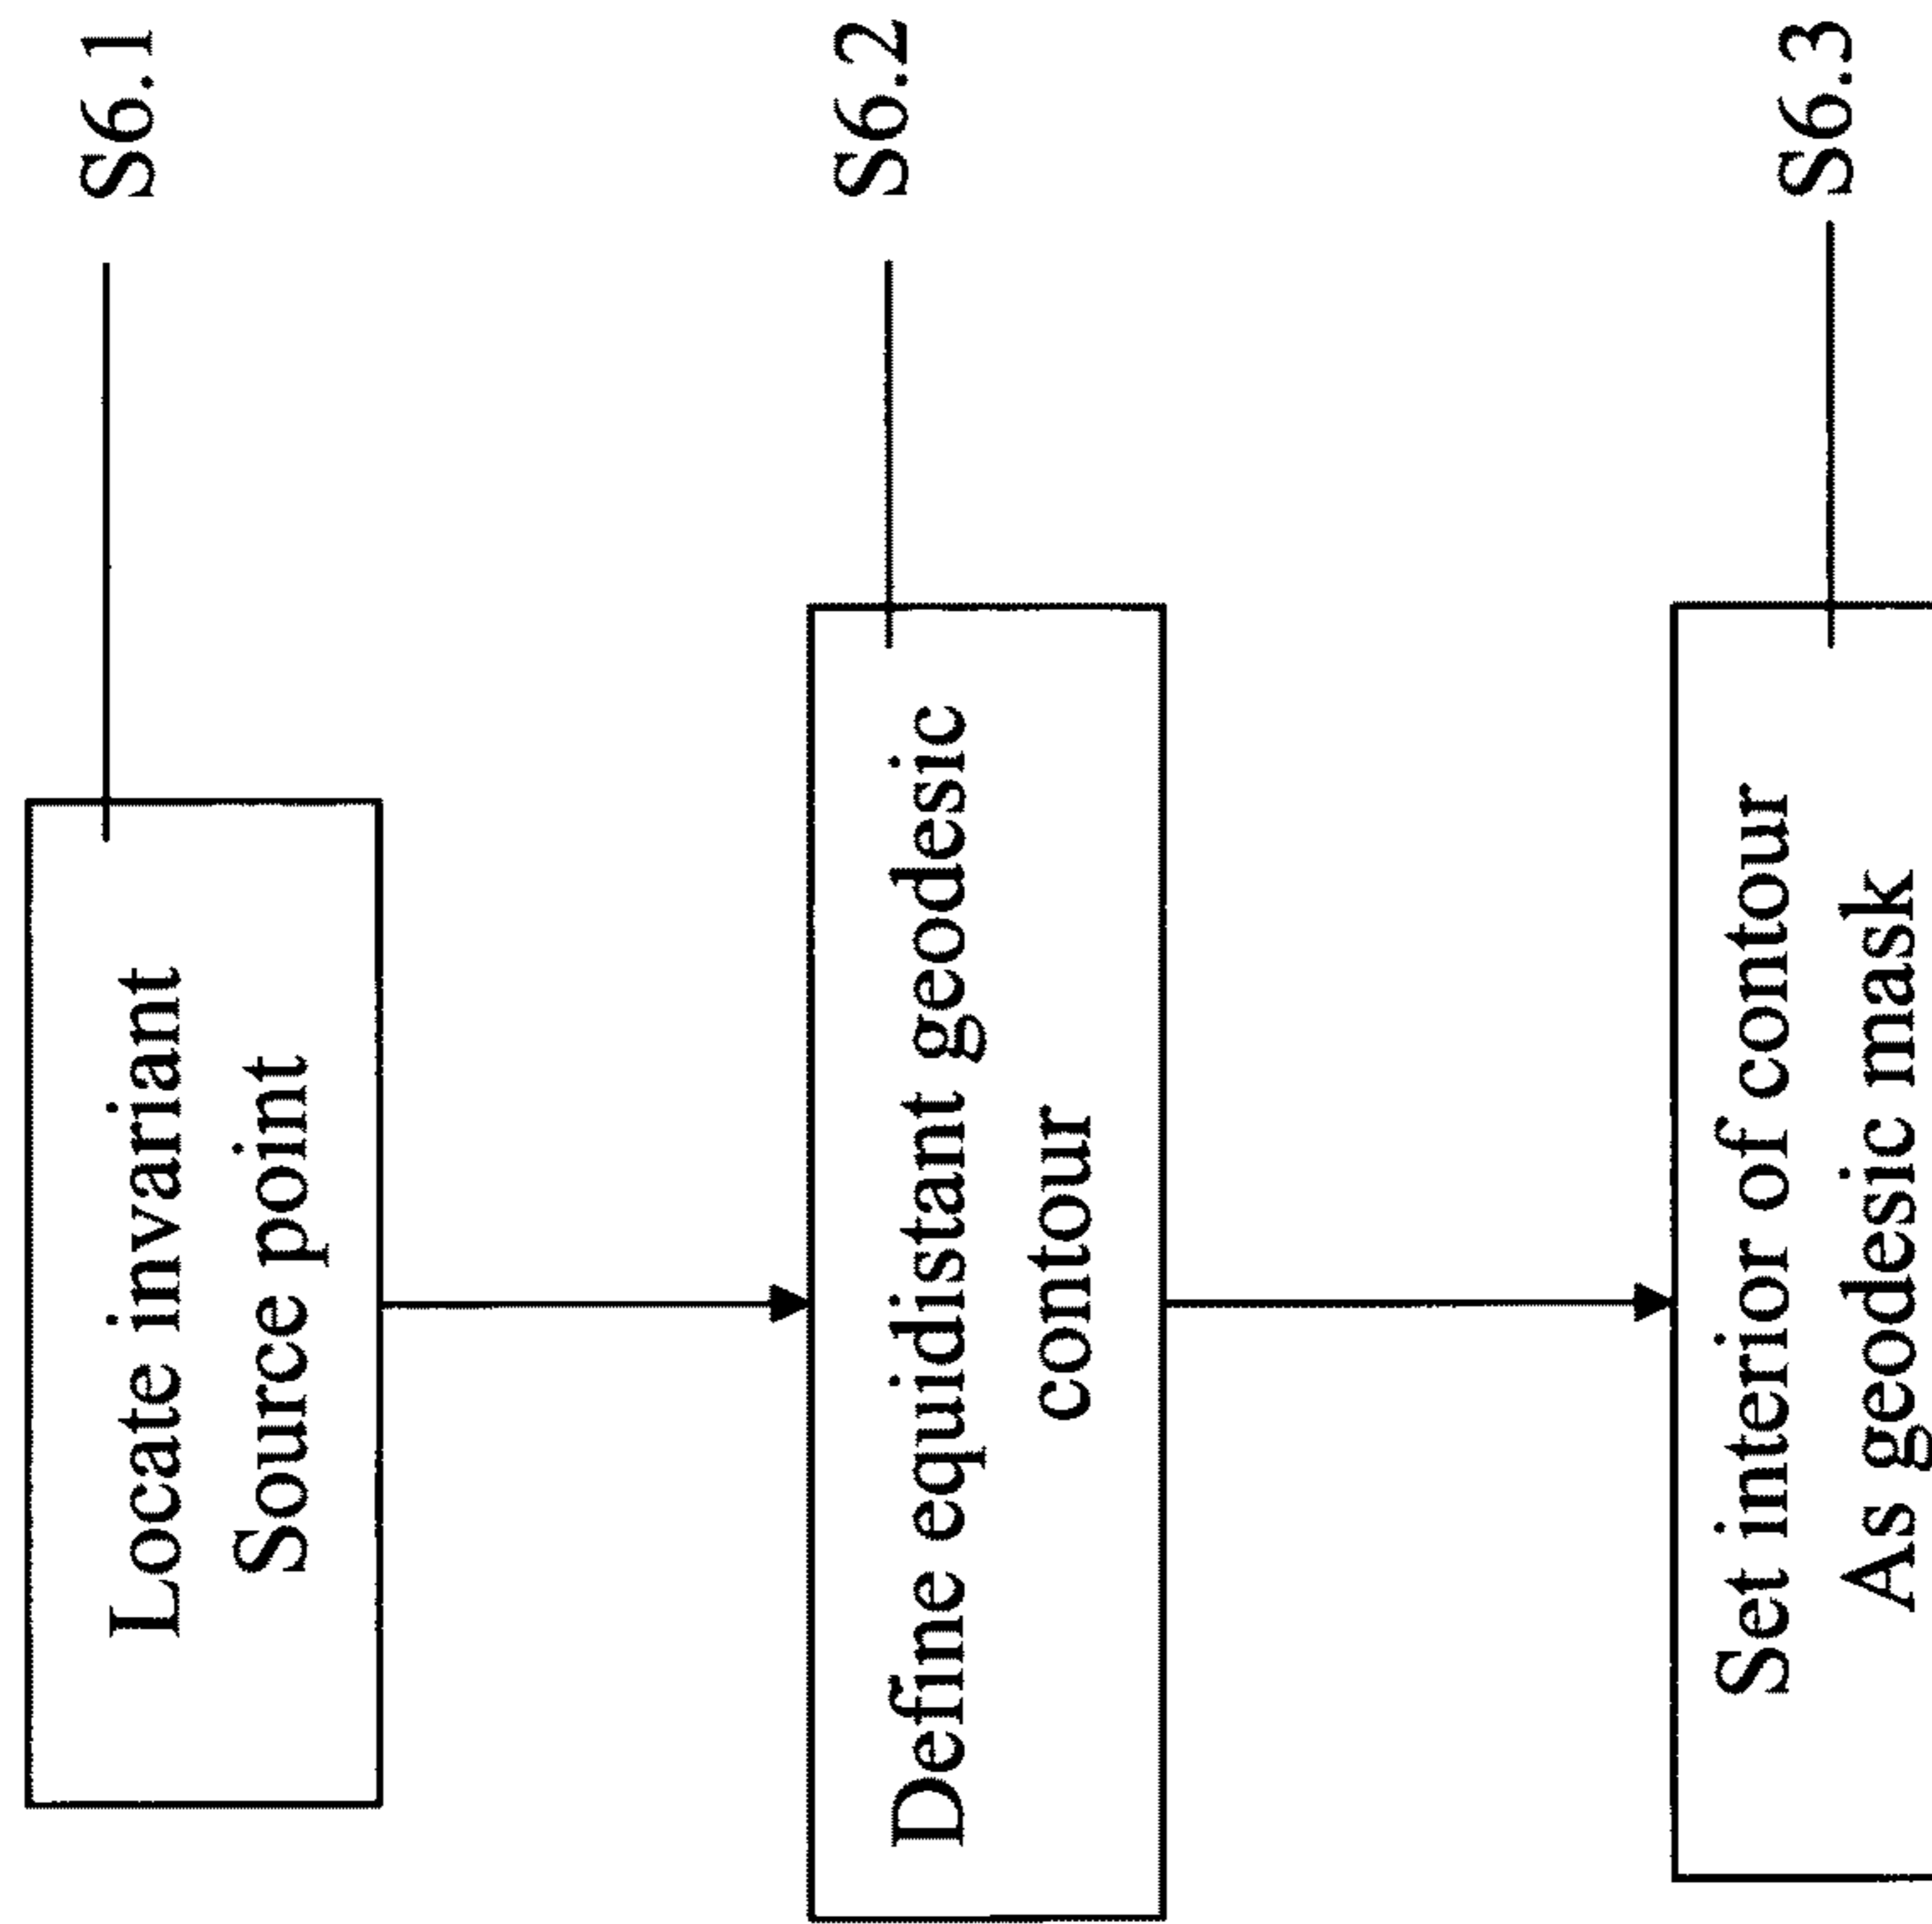 Locate invariant
Source point
S6.1
Define equidistant geodesic
contour
S6.2
Set interior of contour
As geodesic mask
S6.3